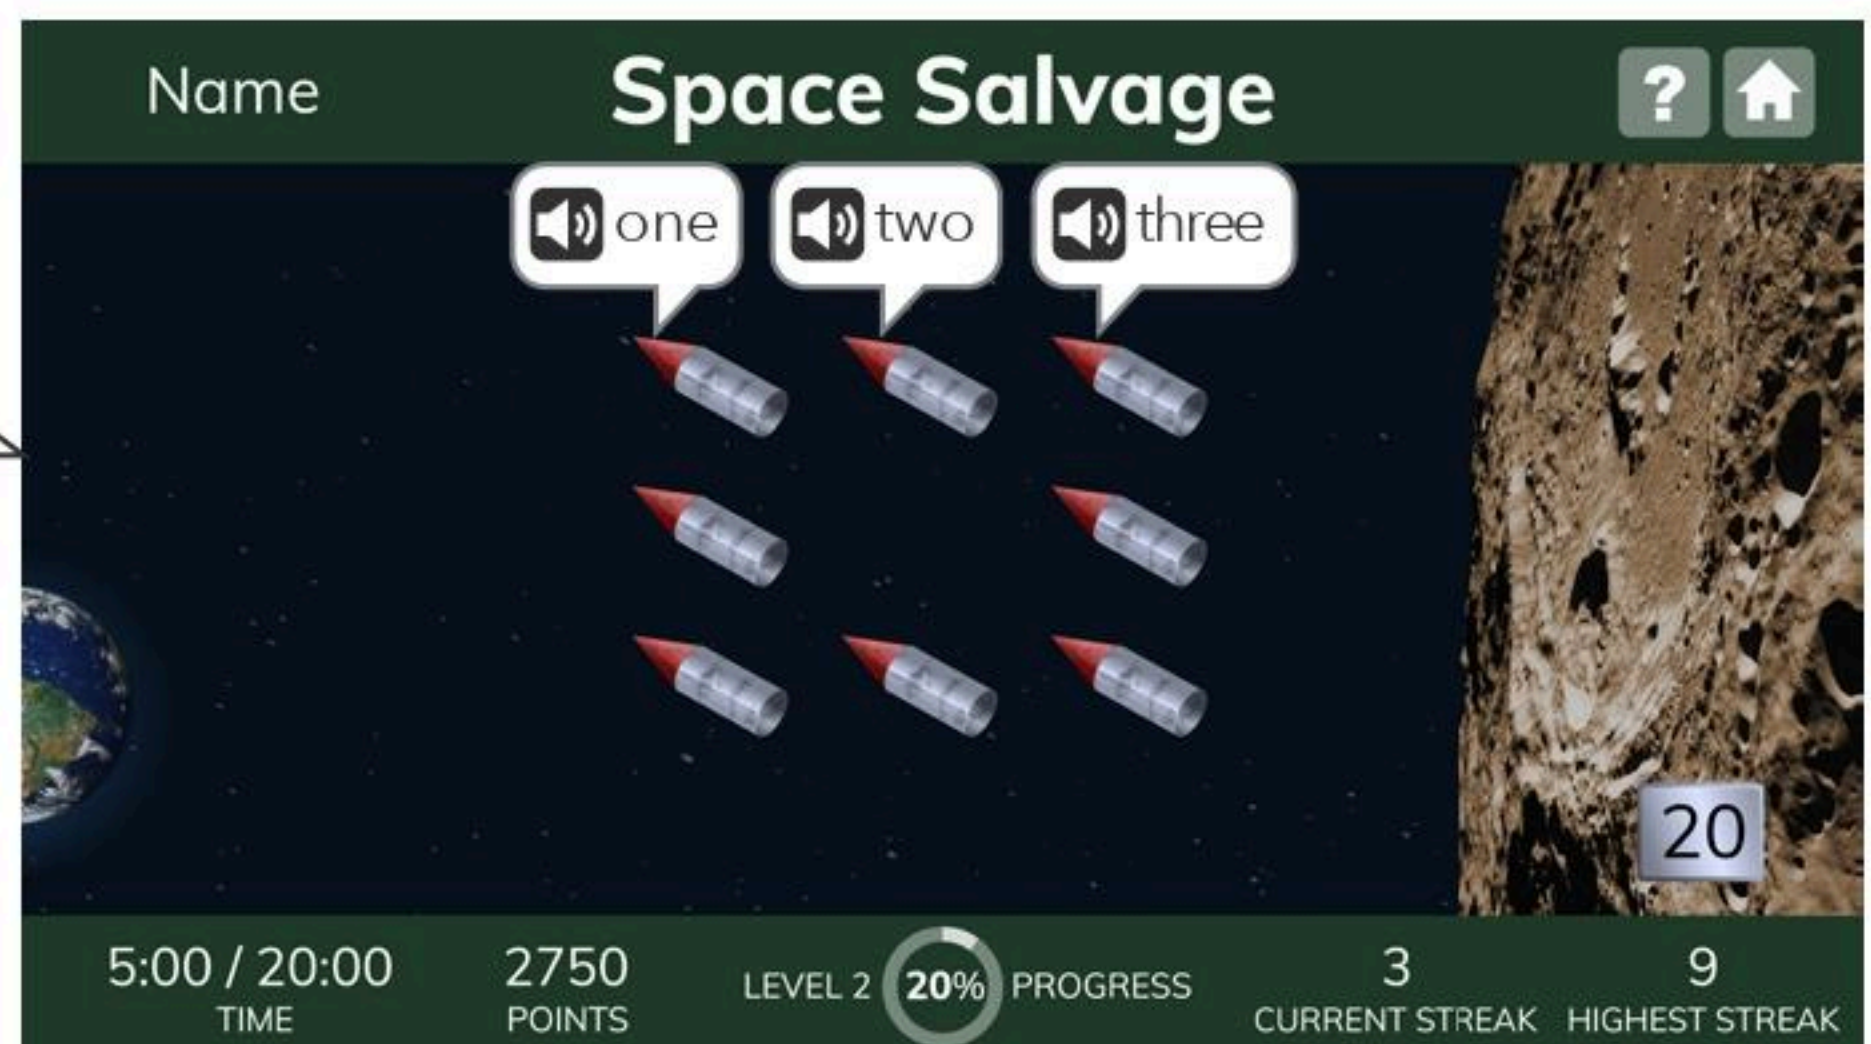 Name
Space Salvage
?
one
two
three
20
5:00 / 20:00
TIME
2750
POINTS
LEVEL 2
20%
PROGRESS
3
CURRENT STREAK
9
HIGHEST STREAK